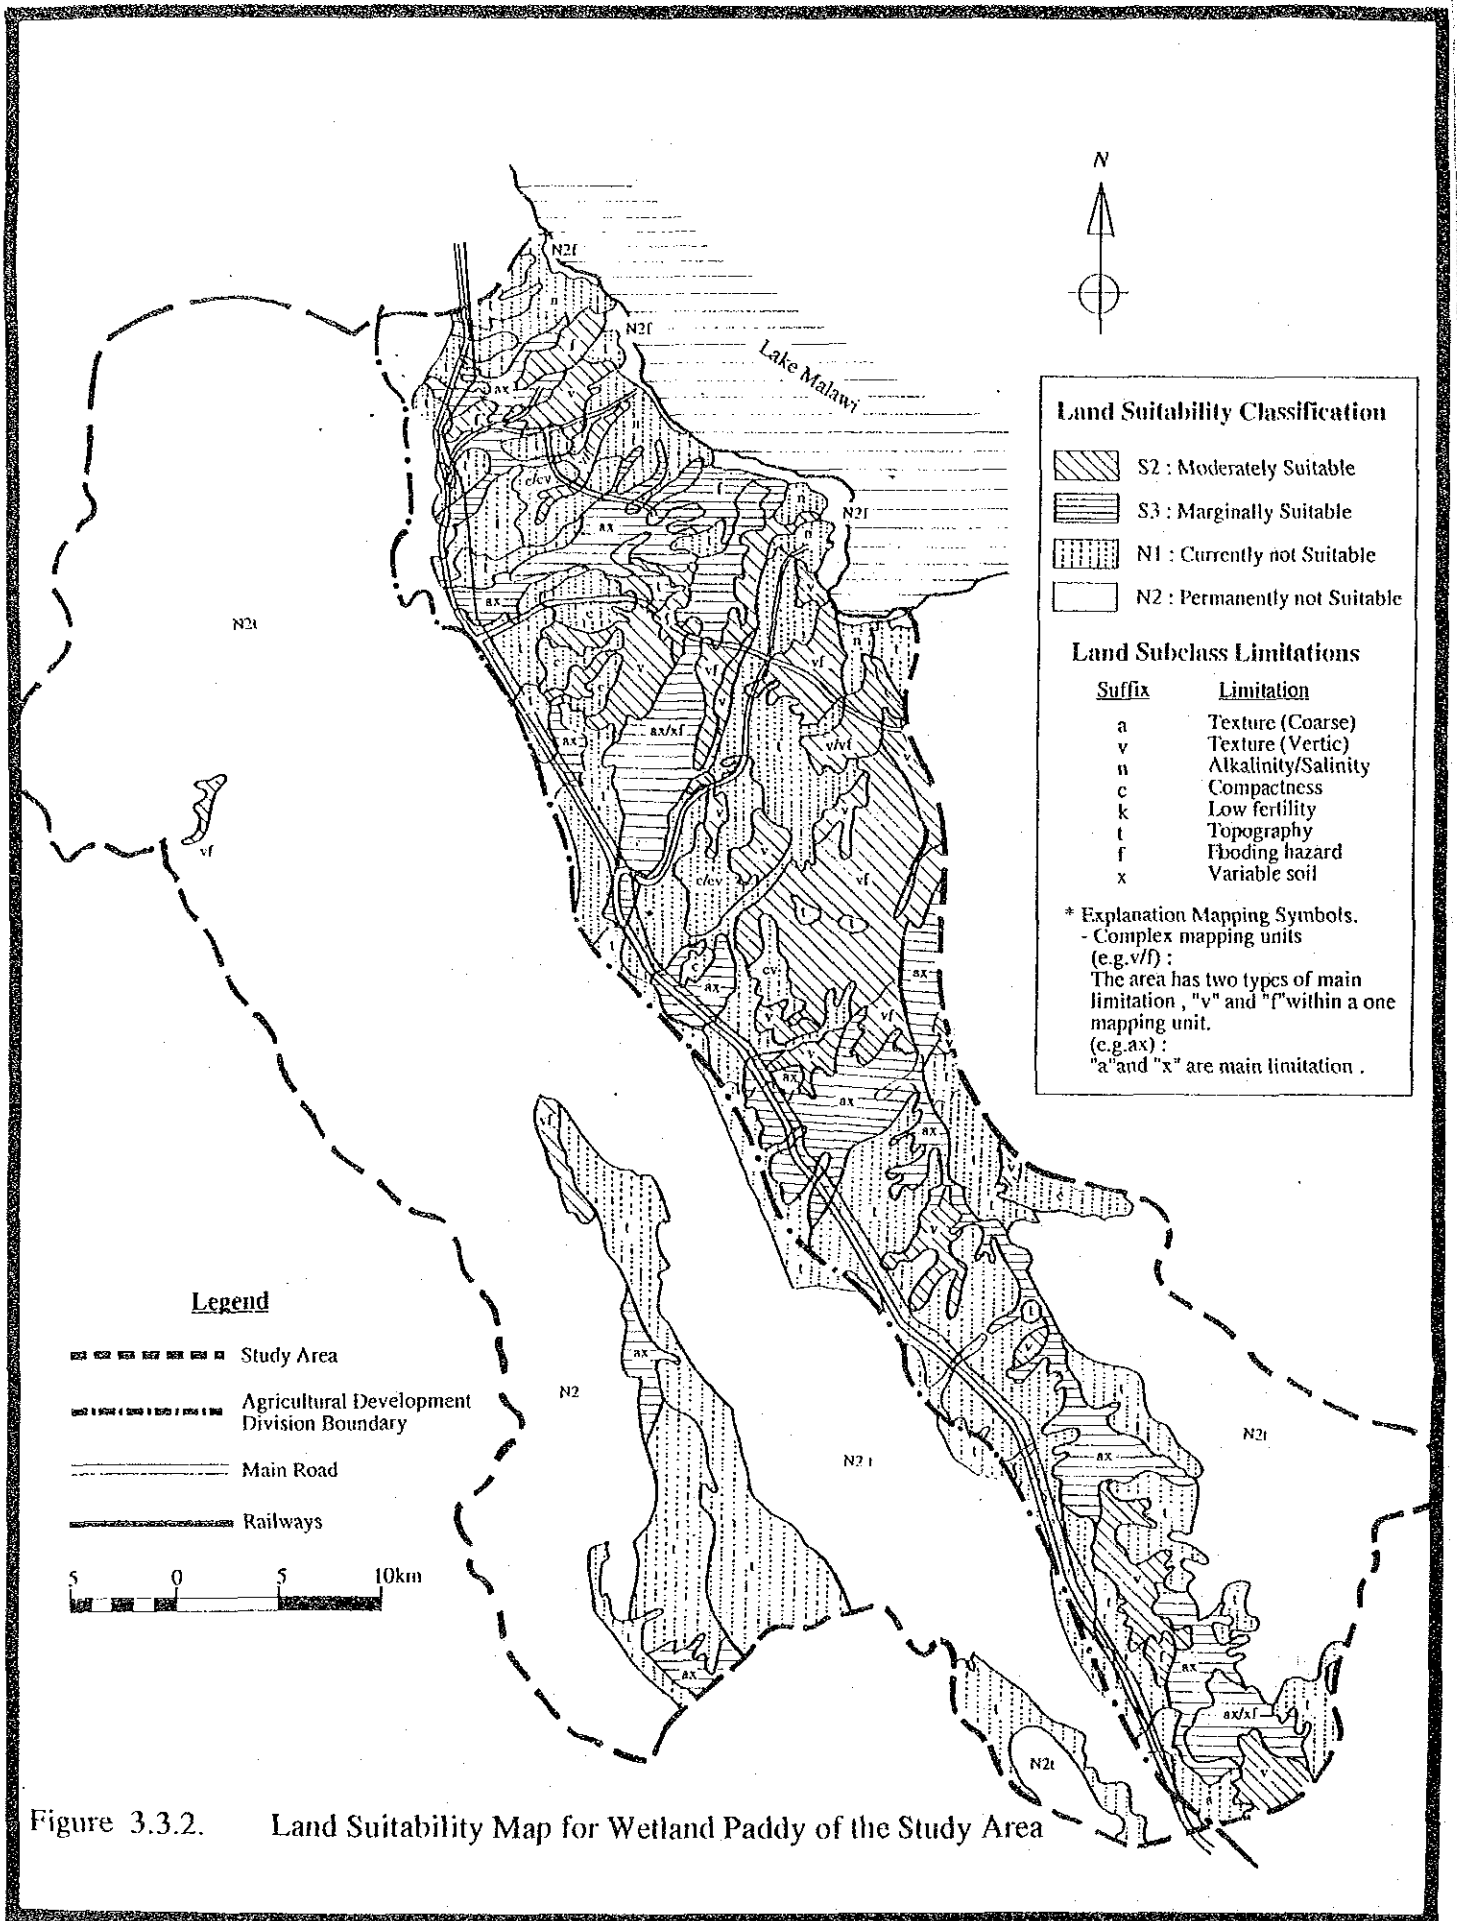 N
N2f
n
N2f
f
t
Lake Malawi
ax
v
f
n
c/cv
f
n
N2f
ax
n
t
v
ax
t
c
N2t
v
vf
vf
n
t
c
v
ax/xf
ax
t
v/vf
v
t
v
v
v
vf
c/cv
vf
t
t
t
c
cv
ax
ax
v
vf
v
ax
ax
t
vf
ax
t
v
c
t
t
v
t
t
v
ax
N2
t
t
N2t
ax
N2t
t
v
t
t
ax
ax
t
ax/xf
N2t
v
a
Land Suitability Classification
S2 : Moderately Suitable
S3 : Marginally Suitable
N1 : Currently not Suitable
N2 : Permanently not Suitable
Land Subclass Limitations
Suffix Limitation
a Texture (Coarse)
v Texture (Vertic)
n Alkalinity/Salinity
c Compactness
k Low fertility
t Topography
f Flooding hazard
x Variable soil
* Explanation Mapping Symbols.
- Complex mapping units
(e.g.v/f) :
The area has two types of main
limitation , "v" and "f"within a one
mapping unit.
(e.g.ax) :
"a"and "x" are main limitation .
Legend
Study Area
Agricultural Development
Division Boundary
Main Road
Railways
5 0 5 10km
Figure 3.3.2. Land Suitability Map for Wetland Paddy of the Study Area